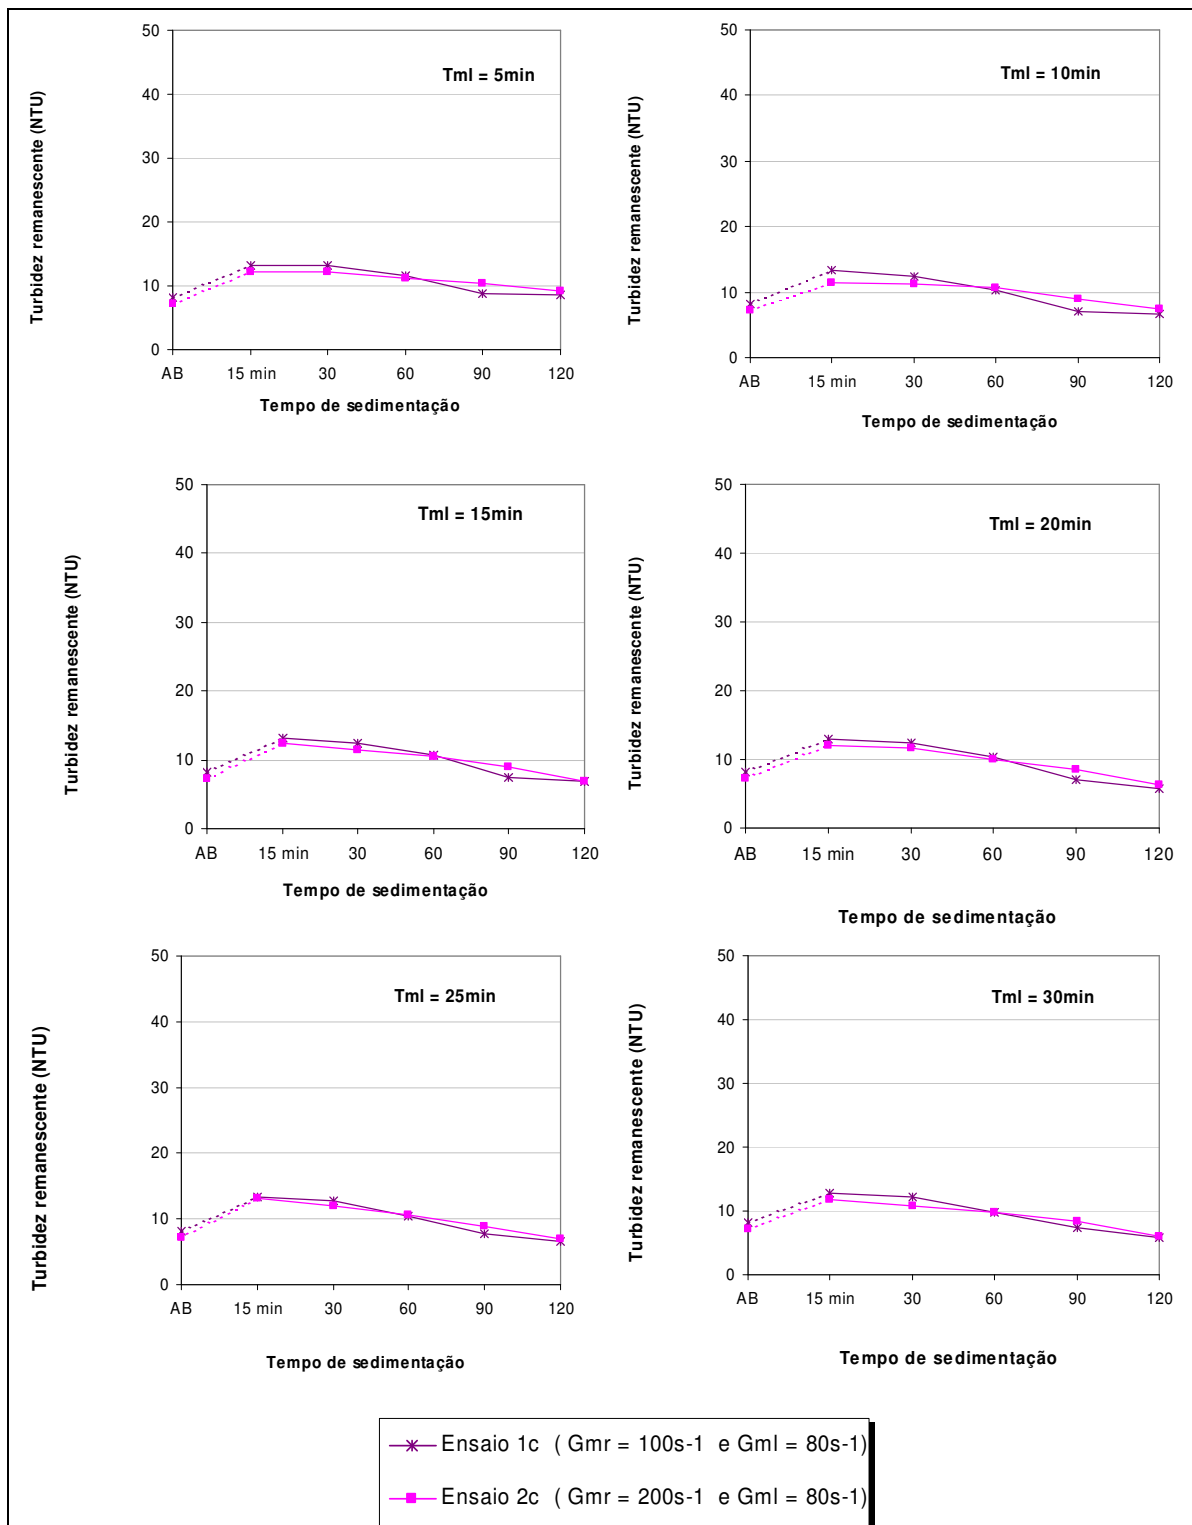 Tml = 5min
50
40
30
20
10
0
AB 15 min 30 60 90 120
Turbidez remanescente (NTU)
Tempo de sedimentação
Tml = 10min
50
40
30
20
10
0
AB 15 min 30 60 90 120
Turbidez remanescente (NTU)
Tempo de sedimentação
Tml = 15min
50
40
30
20
10
0
AB 15 min 30 60 90 120
Turbidez remanescente (NTU)
Tempo de sedimentação
Tml = 20min
50
40
30
20
10
0
AB 15 min 30 60 90 120
Turbidez remanescente (NTU)
Tempo de sedimentação
Tml = 25min
50
40
30
20
10
0
AB 15 min 30 60 90 120
Turbidez remanescente (NTU)
Tempo de sedimentação
Tml = 30min
50
40
30
20
10
0
AB 15 min 30 60 90 120
Turbidez remanescente (NTU)
Tempo de sedimentação
Ensaio 1c ( Gmr = 100s-1 e Gml = 80s-1)
Ensaio 2c ( Gmr = 200s-1 e Gml = 80s-1)